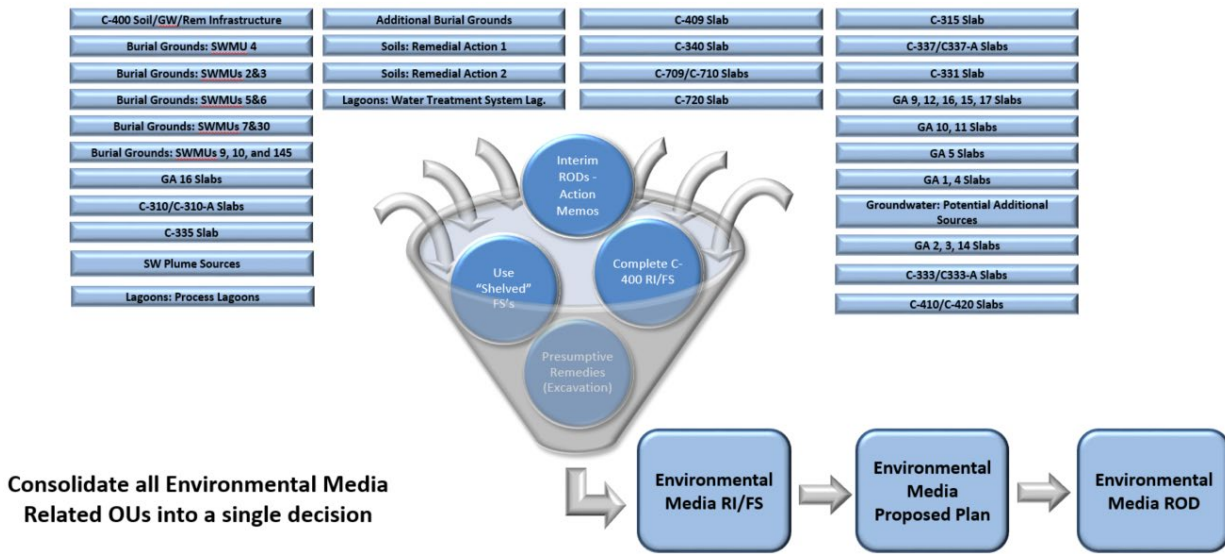 C-400 Soil/GW/Rem Infrastructure
Burial Grounds: SWMU 4
Burial Grounds: SWMUs 2&3
Burial Grounds: SWMUs 5&6
Burial Grounds: SWMUs 7&30
Burial Grounds: SWMUs 9, 10, and 145
GA 16 Slabs
C-310/C-310-A Slabs
C-335 Slab
SW Plume Sources
Lagoons: Process Lagoons
Additional Burial Grounds
Soils: Remedial Action 1
Soils: Remedial Action 2
Lagoons: Water Treatment System Lag.
C-409 Slab
C-340 Slab
C-709/C-710 Slabs
C-720 Slab
C-315 Slab
C-337/C337-A Slabs
C-331 Slab
GA 9, 12, 16, 15, 17 Slabs
GA 10, 11 Slabs
GA 5 Slabs
GA 1, 4 Slabs
Groundwater: Potential Additional
Sources
GA 2, 3, 14 Slabs
C-333/C333-A Slabs
C-410/C-420 Slabs
Interim
RODs -
Action
Memos
Use
“Shelved”
FS’s
Complete C-
400 RI/FS
Presumptive
Remedies
(Excavation)
Consolidate all Environmental Media
Related OUs into a single decision
Environmental
Media RI/FS
Environmental
Media
Proposed Plan
Environmental
Media ROD